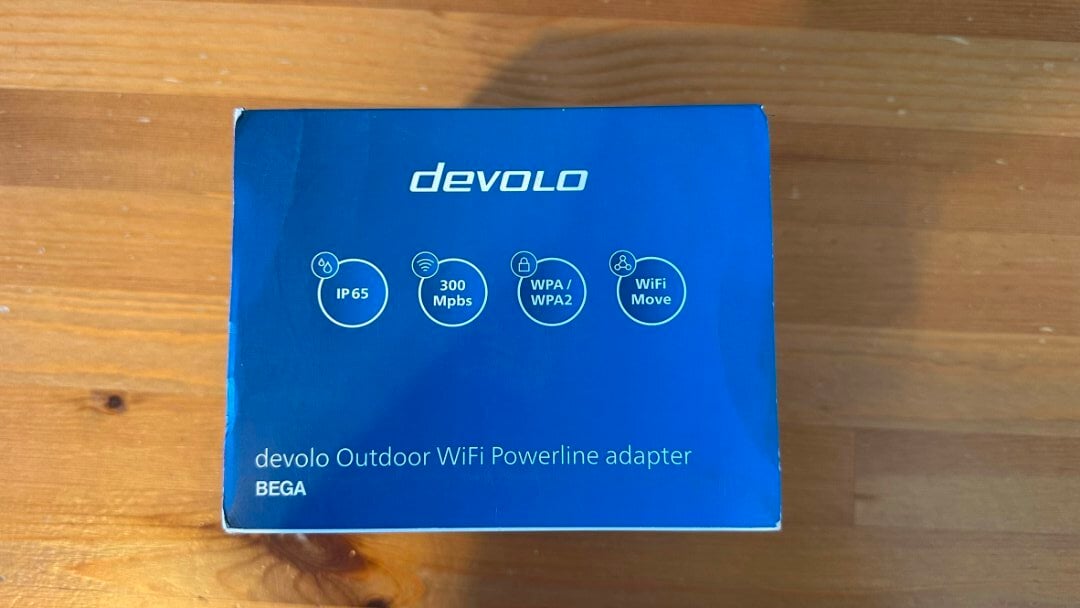 devolo
IP65
300
Mpbs
WPA /
WPA2
WiFi
Move
devolo Outdoor WiFi Powerline adapter
BEGA